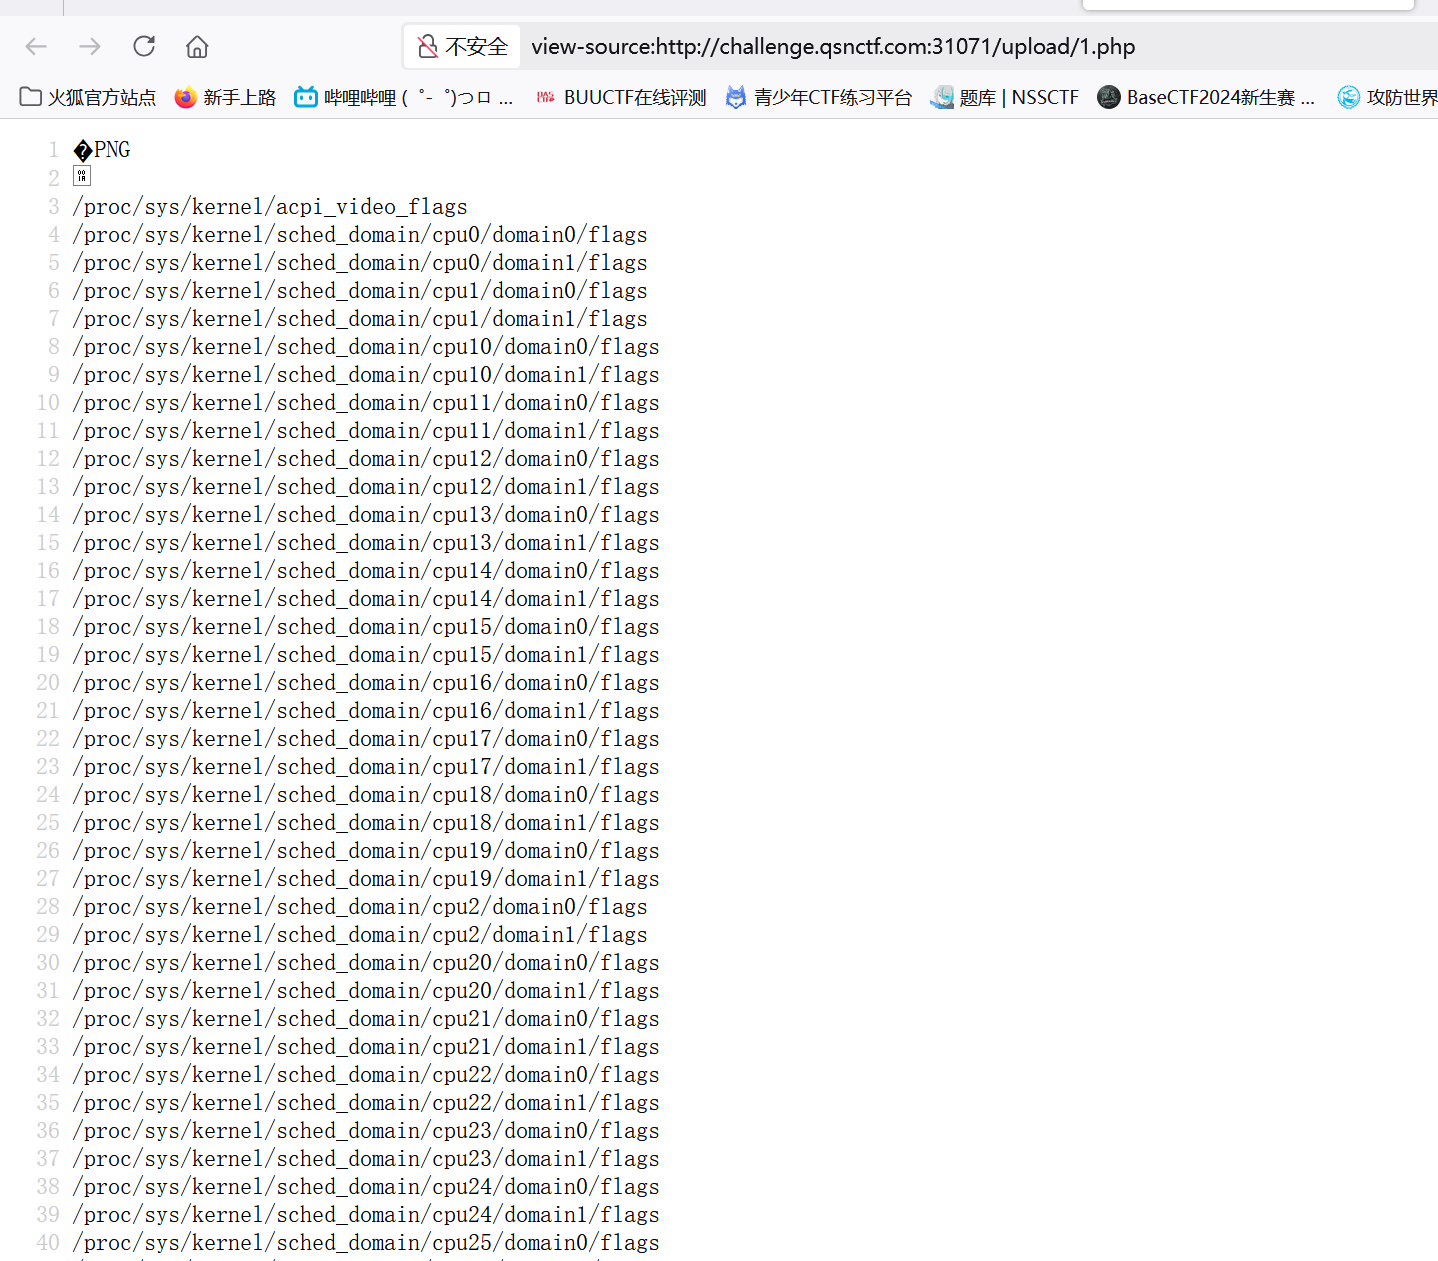 不安全 view-source:http://challenge.qsnctf.com:31071/upload/1.php
火狐官方站点 新手上路 哔哩哔哩 ( ゜- ゜)つロ ... BUUCTF在线评测 青少年CTF练习平台 题库 | NSSCTF BaseCTF2024新生赛 ... 攻防世界
1 �PNG
2
3 /proc/sys/kernel/acpi_video_flags
4 /proc/sys/kernel/sched_domain/cpu0/domain0/flags
5 /proc/sys/kernel/sched_domain/cpu0/domain1/flags
6 /proc/sys/kernel/sched_domain/cpu1/domain0/flags
7 /proc/sys/kernel/sched_domain/cpu1/domain1/flags
8 /proc/sys/kernel/sched_domain/cpu10/domain0/flags
9 /proc/sys/kernel/sched_domain/cpu10/domain1/flags
10 /proc/sys/kernel/sched_domain/cpu11/domain0/flags
11 /proc/sys/kernel/sched_domain/cpu11/domain1/flags
12 /proc/sys/kernel/sched_domain/cpu12/domain0/flags
13 /proc/sys/kernel/sched_domain/cpu12/domain1/flags
14 /proc/sys/kernel/sched_domain/cpu13/domain0/flags
15 /proc/sys/kernel/sched_domain/cpu13/domain1/flags
16 /proc/sys/kernel/sched_domain/cpu14/domain0/flags
17 /proc/sys/kernel/sched_domain/cpu14/domain1/flags
18 /proc/sys/kernel/sched_domain/cpu15/domain0/flags
19 /proc/sys/kernel/sched_domain/cpu15/domain1/flags
20 /proc/sys/kernel/sched_domain/cpu16/domain0/flags
21 /proc/sys/kernel/sched_domain/cpu16/domain1/flags
22 /proc/sys/kernel/sched_domain/cpu17/domain0/flags
23 /proc/sys/kernel/sched_domain/cpu17/domain1/flags
24 /proc/sys/kernel/sched_domain/cpu18/domain0/flags
25 /proc/sys/kernel/sched_domain/cpu18/domain1/flags
26 /proc/sys/kernel/sched_domain/cpu19/domain0/flags
27 /proc/sys/kernel/sched_domain/cpu19/domain1/flags
28 /proc/sys/kernel/sched_domain/cpu2/domain0/flags
29 /proc/sys/kernel/sched_domain/cpu2/domain1/flags
30 /proc/sys/kernel/sched_domain/cpu20/domain0/flags
31 /proc/sys/kernel/sched_domain/cpu20/domain1/flags
32 /proc/sys/kernel/sched_domain/cpu21/domain0/flags
33 /proc/sys/kernel/sched_domain/cpu21/domain1/flags
34 /proc/sys/kernel/sched_domain/cpu22/domain0/flags
35 /proc/sys/kernel/sched_domain/cpu22/domain1/flags
36 /proc/sys/kernel/sched_domain/cpu23/domain0/flags
37 /proc/sys/kernel/sched_domain/cpu23/domain1/flags
38 /proc/sys/kernel/sched_domain/cpu24/domain0/flags
39 /proc/sys/kernel/sched_domain/cpu24/domain1/flags
40 /proc/sys/kernel/sched_domain/cpu25/domain0/flags